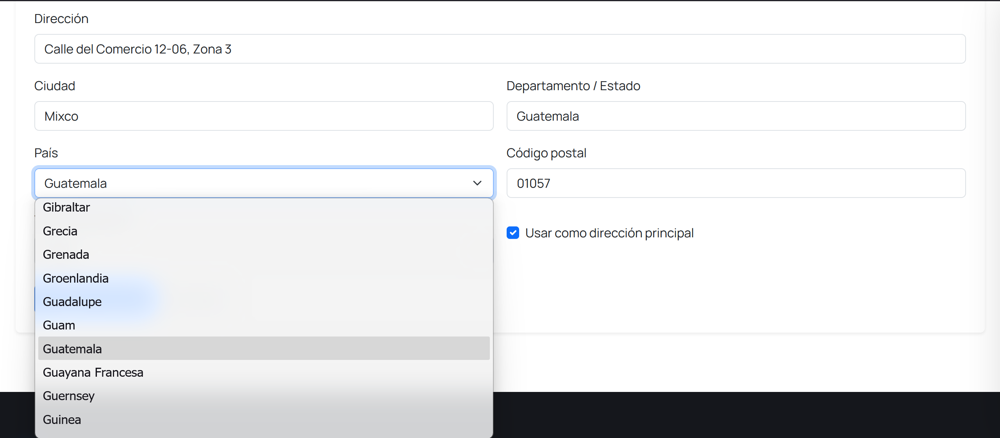 Dirección
Calle del Comercio 12-06, Zona 3
Ciudad
Departamento / Estado
Mixco
Guatemala
País
Código postal
Guatemala
01057
Usar como dirección principal
Gibraltar
Grecia
Grenada
Groenlandia
Guadalupe
Guam
Guatemala
Guayana Francesa
Guernsey
Guinea